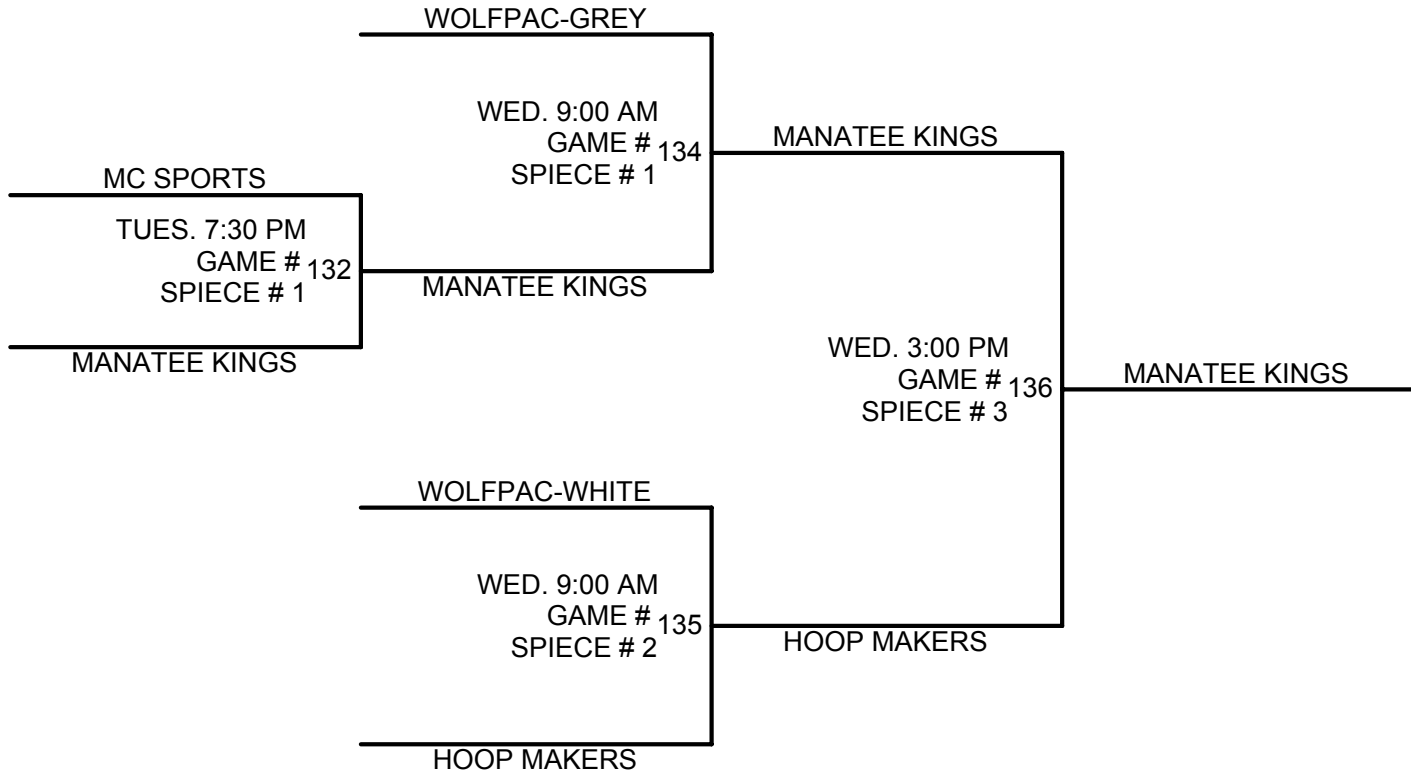 WOLFPAC-GREY
WED. 9:00 AM
GAME # 134
SPIECE # 1
MANATEE KINGS
MC SPORTS
TUES. 7:30 PM
GAME # 132
SPIECE # 1
MANATEE KINGS
MANATEE KINGS
WED. 3:00 PM
GAME # 136
SPIECE # 3
MANATEE KINGS
WOLFPAC-WHITE
WED. 9:00 AM
GAME # 135
SPIECE # 2
HOOP MAKERS
HOOP MAKERS